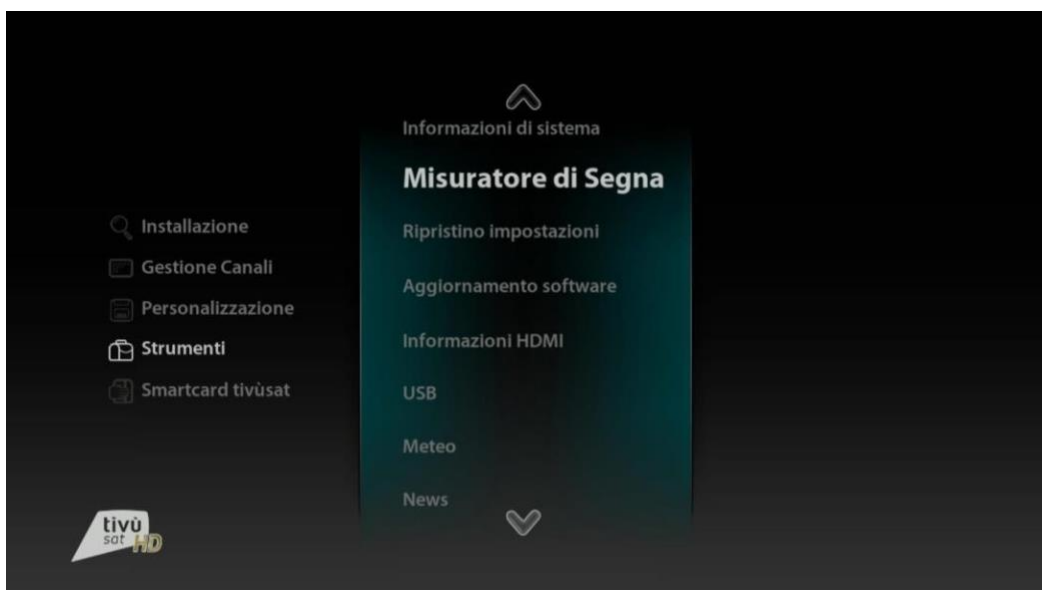 Informazioni di sistema
Misuratore di Segna
Ripristino impostazioni
Aggiornamento software
Informazioni HDMI
USB
Meteo
News
Installazione
Gestione Canali
Personalizzazione
Strumenti
Smartcard tivùsat
tivù
sat HD